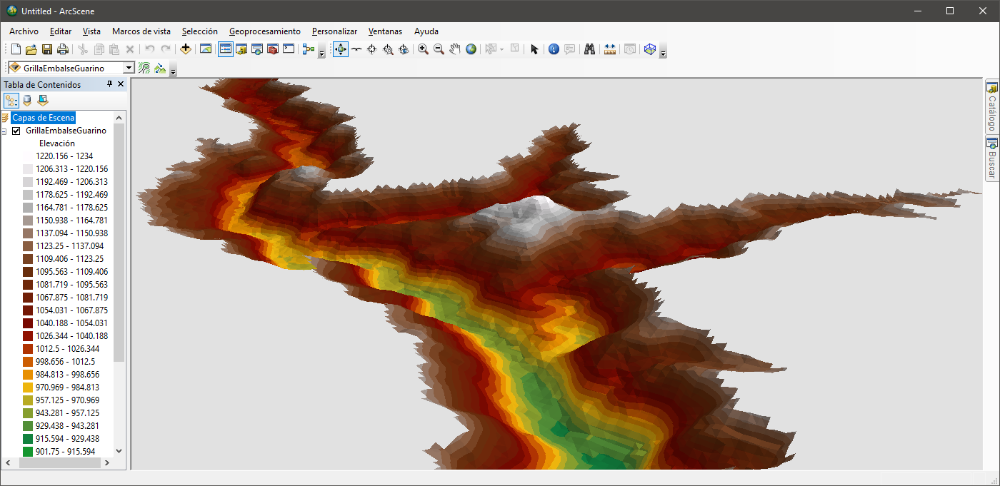 Untitled - ArcScene
Archivo Editar Vista Marcos de vista Selección Geoprocesamiento Personalizar Ventanas Ayuda
GrillaEmbalseGuarino
Tabla de Contenidos
Capas de Escena
GrillaEmbalseGuarino
Elevación
1220.156 - 1234
1206.313 - 1220.156
1192.469 - 1206.313
1178.625 - 1192.469
1164.781 - 1178.625
1150.938 - 1164.781
1137.094 - 1150.938
1123.25 - 1137.094
1109.406 - 1123.25
1095.563 - 1109.406
1081.719 - 1095.563
1067.875 - 1081.719
1054.031 - 1067.875
1040.188 - 1054.031
1026.344 - 1040.188
1012.5 - 1026.344
998.656 - 1012.5
984.813 - 998.656
970.969 - 984.813
957.125 - 970.969
943.281 - 957.125
929.438 - 943.281
915.594 - 929.438
901.75 - 915.594
Catálogo
Buscar